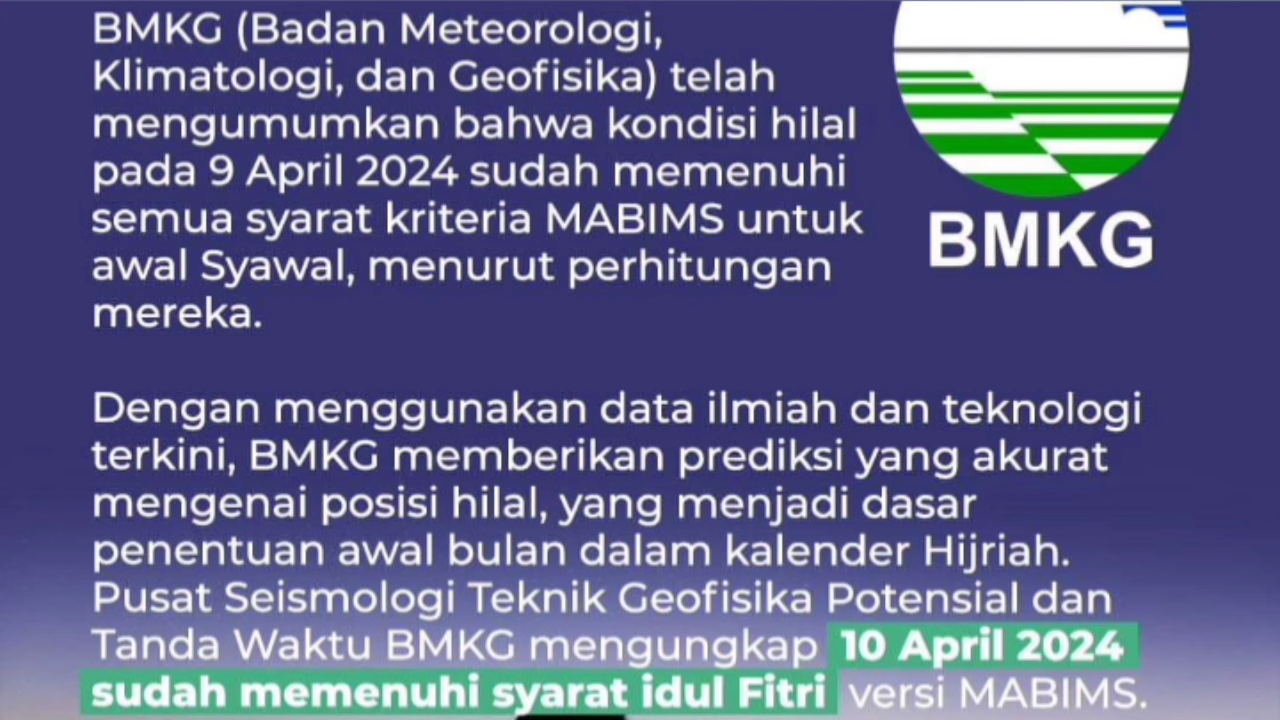 BMKG (Badan Meteorologi,
Klimatologi, dan Geofisika) telah
mengumumkan bahwa kondisi hilal
pada 9 April 2024 sudah memenuhi
semua syarat kriteria MABIMS untuk
awal Syawal, menurut perhitungan
mereka.
BMKG
Dengan menggunakan data ilmiah dan teknologi
terkini, BMKG memberikan prediksi yang akurat
mengenai posisi hilal, yang menjadi dasar
penentuan awal bulan dalam kalender Hijriah.
Pusat Seismologi Teknik Geofisika Potensial dan
Tanda Waktu BMKG mengungkap 10 April 2024
sudah memenuhi syarat idul Fitri versi MABIMS.